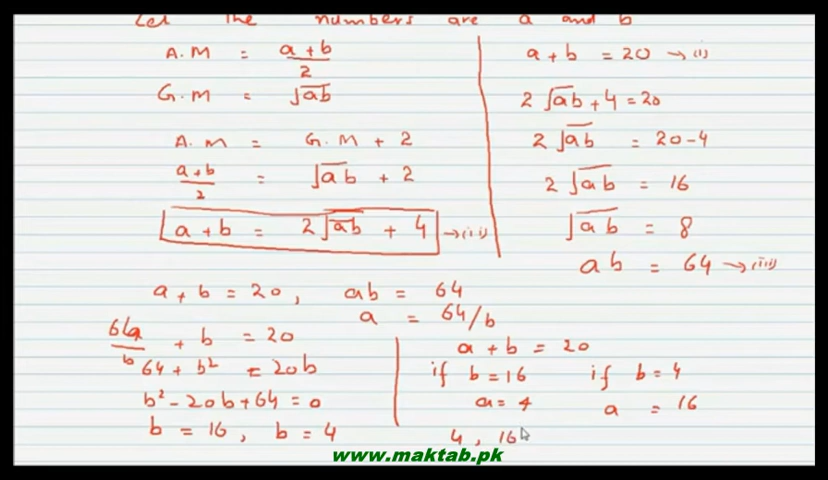 Let the numbers are a and b
A.M = a+b/2
G.M = √ab
A.M = G.M + 2
a+b/2 = √ab + 2
a+b = 2√ab + 4 → (ii)
a+b = 20 → (i)
2√ab + 4 = 20
2√ab = 20-4
2√ab = 16
√ab = 8
ab = 64 → (iii)
a+b = 20, ab = 64
a = 64/b
64/b + b = 20
64 + b² = 20b
b² - 20b + 64 = 0
b = 16, b = 4
a+b = 20
if b = 16 if b = 4
a = 4 a = 16
4, 16
www.maktab.pk